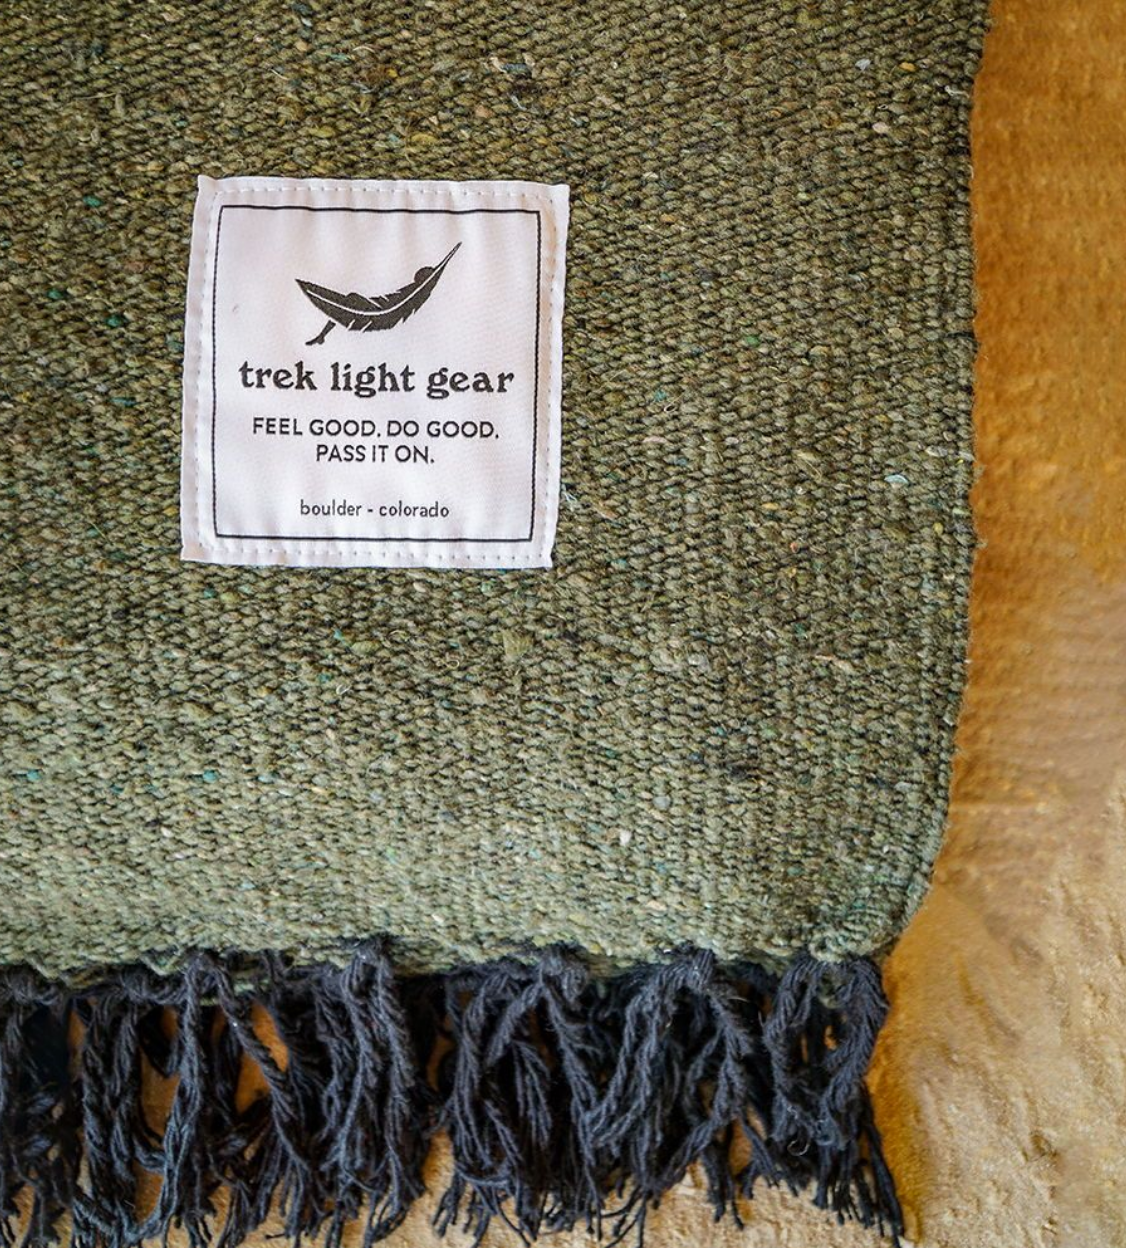 trek light gear
FEEL GOOD. DO GOOD.
PASS IT ON.
boulder - colorado